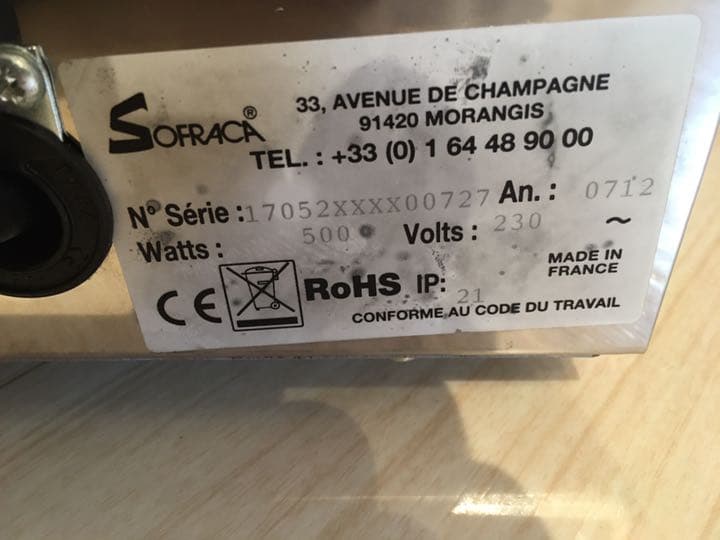 SOFRACA®
33, AVENUE DE CHAMPAGNE
91420 MORANGIS
TEL. : +33 (0) 1 64 48 90 00
N° Série : 17052XXXX00727 An. : 0712
Watts : 500 Volts : 230 ~
MADE IN
FRANCE
CE RoHS IP: 21
CONFORME AU CODE DU TRAVAIL